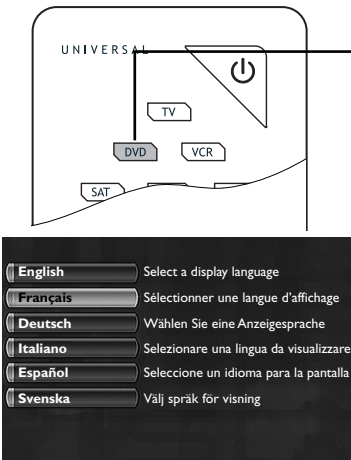 UNIVERSAL
TV
DVD VCR
SAT
English Select a display language
Français Sélectionner une langue d'affichage
Deutsch Wählen Sie eine Anzeigesprache
Italiano Selezionare una lingua da visualizzare
Español Seleccione un idioma para la pantalla
Svenska Välj språk för visning